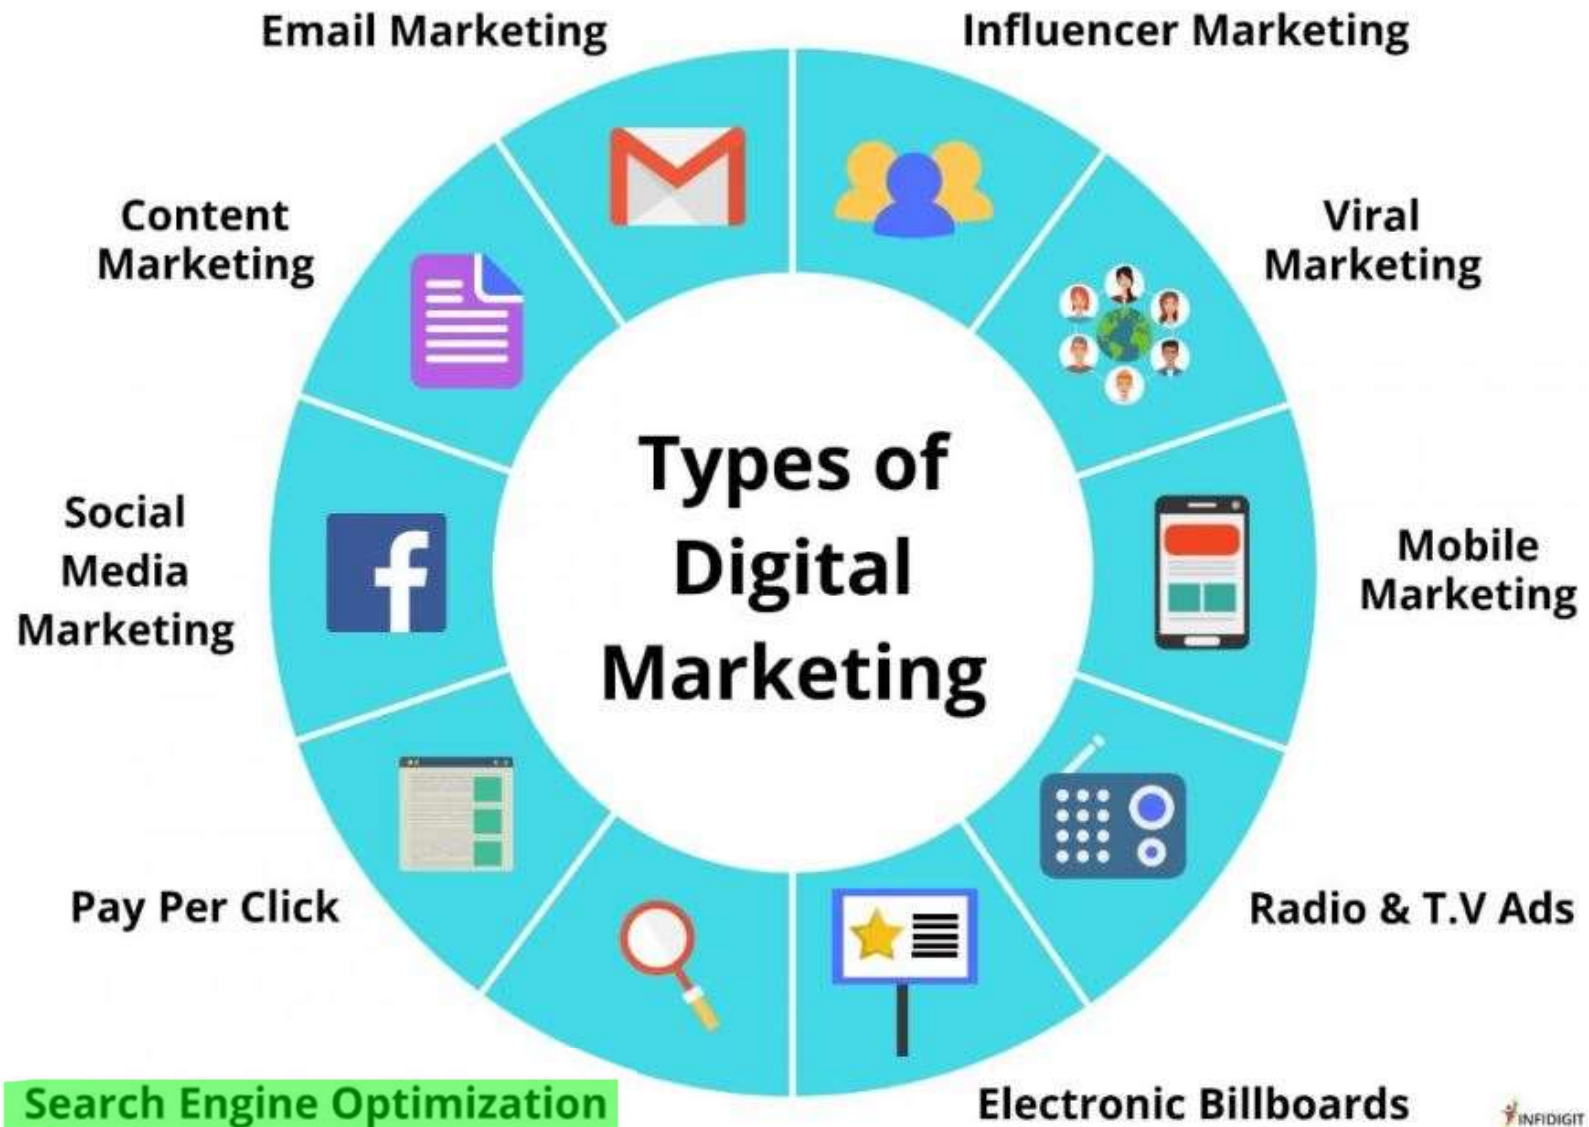 Email Marketing
Influencer Marketing
Content
Marketing
Viral
Marketing
Types of
Digital
Marketing
Social
Media
Marketing
Mobile
Marketing
Pay Per Click
Radio & T.V Ads
Search Engine Optimization
Electronic Billboards
INFIDIGIT